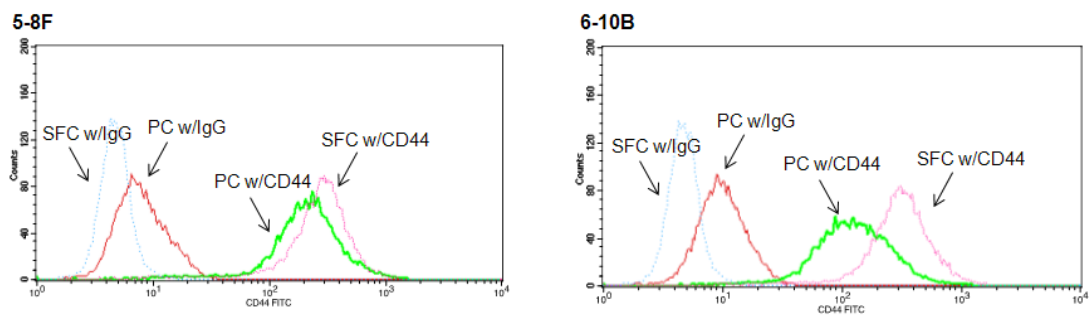 5-8F
200
160
120
80
40
0
Counts
SFC w/IgG
PC w/IgG
PC w/CD44
SFC w/CD44
10⁰
10¹
10²
10³
10⁴
CD44 FITC
6-10B
200
160
120
80
40
0
Counts
SFC w/IgG
PC w/IgG
PC w/CD44
SFC w/CD44
10⁰
10¹
10²
10³
10⁴
CD44 FITC